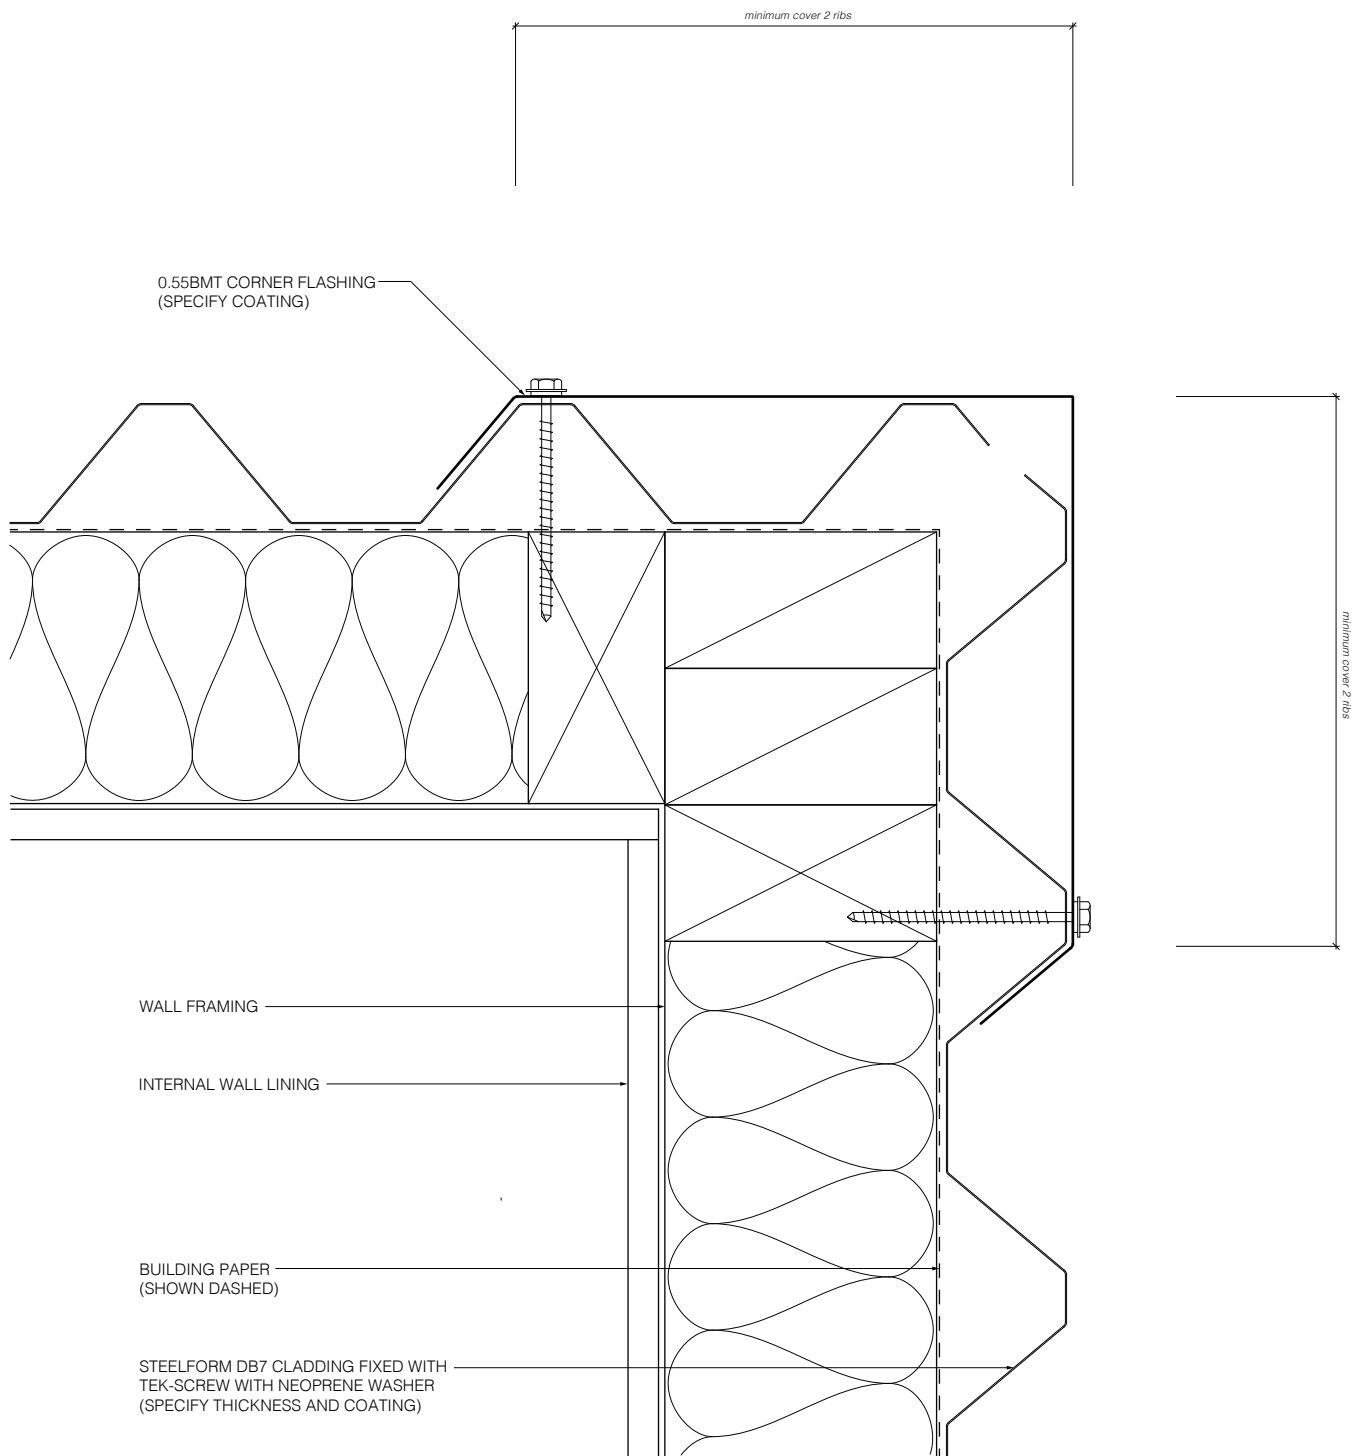 minimum cover 2 ribs
0.55BMT CORNER FLASHING
(SPECIFY COATING)
minimum cover 2 ribs
WALL FRAMING
INTERNAL WALL LINING
BUILDING PAPER
(SHOWN DASHED)
STEELFORM DB7 CLADDING FIXED WITH
TEK-SCREW WITH NEOPRENE WASHER
(SPECIFY THICKNESS AND COATING)